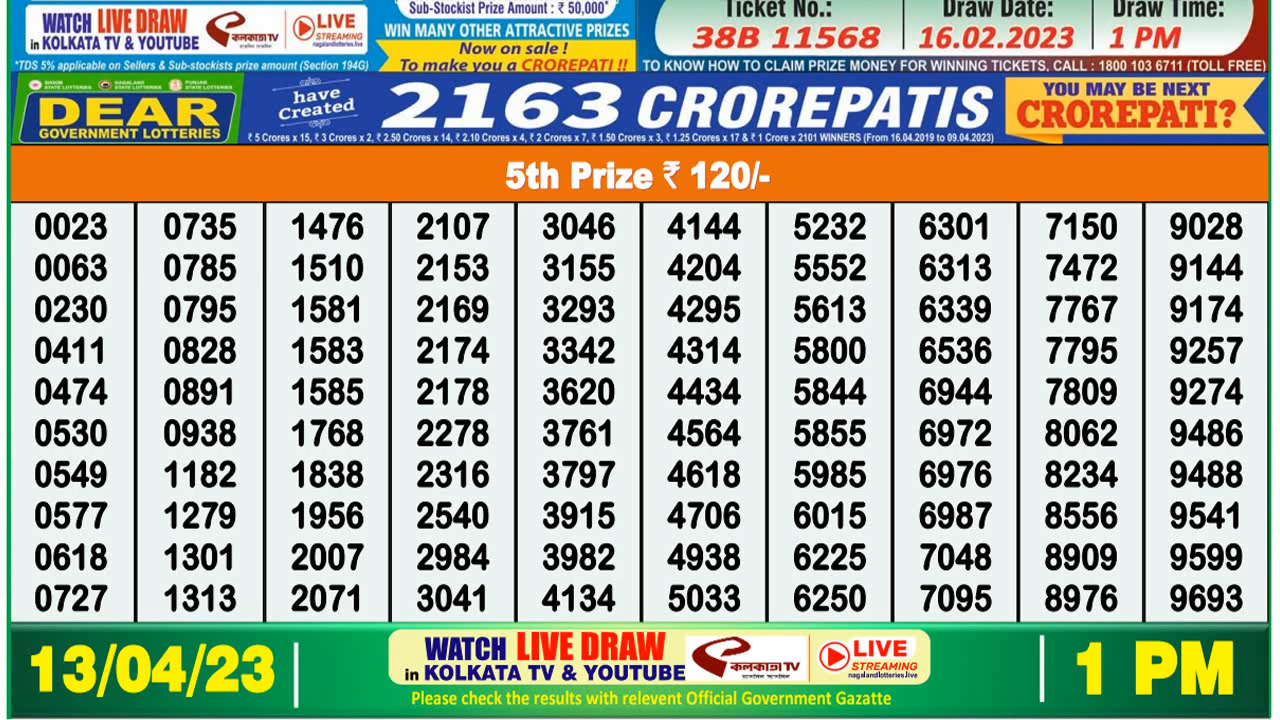 WATCH LIVE DRAW
in KOLKATA TV & YOUTUBE
কলকাতা TV
LIVE
STREAMING
nagalandlotteries.live
*TDS 5% applicable on Sellers & Sub-stockists prize amount (Section 194G)
Sub-Stockist Prize Amount : ₹ 50,000*
WIN MANY OTHER ATTRACTIVE PRIZES
Now on sale !
To make you a CROREPATI !!
Ticket No.: Draw Date: Draw Time:
38B 11568 16.02.2023 1 PM
TO KNOW HOW TO CLAIM PRIZE MONEY FOR WINNING TICKETS, CALL : 1800 103 6711 (TOLL FREE)
SIKKIM STATE LOTTERIES NAGALAND STATE LOTTERIES PUNJAB STATE LOTTERIES
DEAR
GOVERNMENT LOTTERIES
have
Created
2163 CROREPATIS
₹ 5 Crores x 15, ₹ 3 Crores x 2, ₹ 2.50 Crores x 14, ₹ 2.10 Crores x 4, ₹ 2 Crores x 7, ₹ 1.50 Crores x 3, ₹ 1.25 Crores x 17 & ₹ 1 Crore x 2101 WINNERS (From 16.04.2019 to 09.04.2023)
YOU MAY BE NEXT
CROREPATI?
5th Prize ₹ 120/-
0023 0735 1476 2107 3046 4144 5232 6301 7150 9028
0063 0785 1510 2153 3155 4204 5552 6313 7472 9144
0230 0795 1581 2169 3293 4295 5613 6339 7767 9174
0411 0828 1583 2174 3342 4314 5800 6536 7795 9257
0474 0891 1585 2178 3620 4434 5844 6944 7809 9274
0530 0938 1768 2278 3761 4564 5855 6972 8062 9486
0549 1182 1838 2316 3797 4618 5985 6976 8234 9488
0577 1279 1956 2540 3915 4706 6015 6987 8556 9541
0618 1301 2007 2984 3982 4938 6225 7048 8909 9599
0727 1313 2071 3041 4134 5033 6250 7095 8976 9693
13/04/23
WATCH LIVE DRAW
in KOLKATA TV & YOUTUBE
কলকাতা TV
LIVE
STREAMING
nagalandlotteries.live
Please check the results with relevent Official Government Gazatte
1 PM